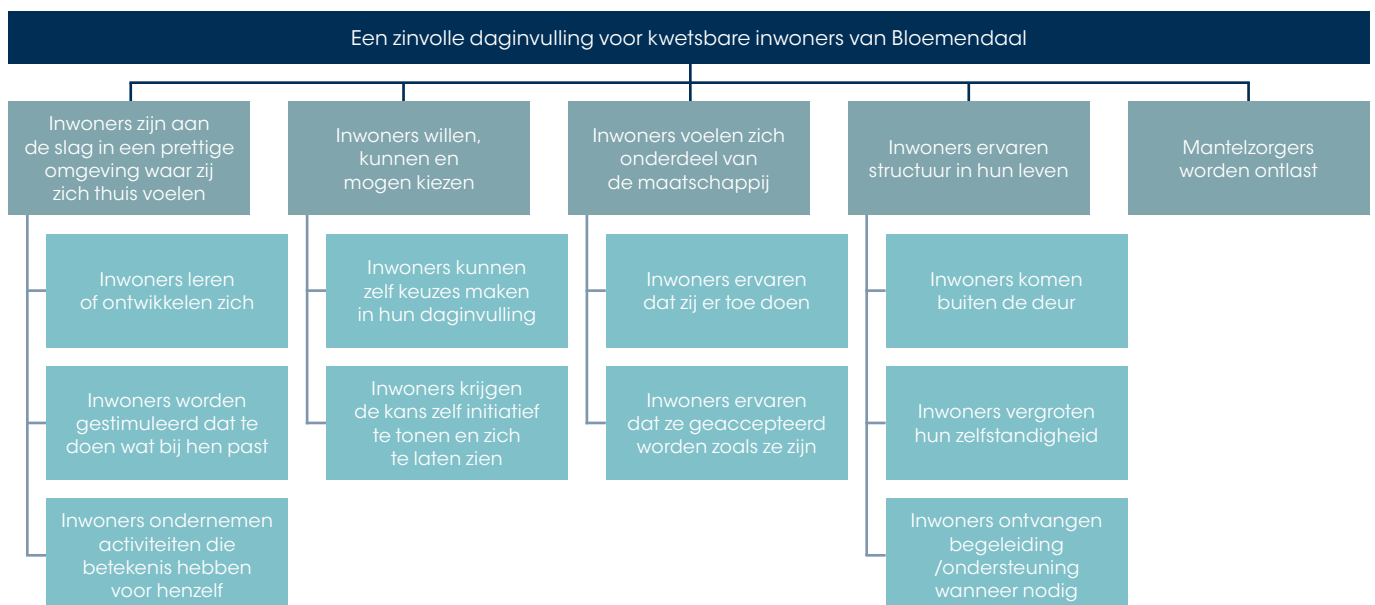 Een zinvolle daginvulling voor kwetsbare inwoners van Bloemendaal
Inwoners zijn aan
de slag in een prettige
omgeving waar zij
zich thuis voelen
Inwoners leren
of ontwikkelen zich
Inwoners worden
gestimuleerd dat te
doen wat bij hen past
Inwoners ondernemen
activiteiten die
betekenis hebben
voor henzelf
Inwoners willen,
kunnen en
mogen kiezen
Inwoners kunnen
zelf keuzes maken
in hun daginvulling
Inwoners krijgen
de kans zelf initiatief
te tonen en zich
te laten zien
Inwoners voelen zich
onderdeel van
de maatschappij
Inwoners ervaren
dat zij er toe doen
Inwoners ervaren
dat ze geaccepteerd
worden zoals ze zijn
Inwoners ervaren
structuur in hun leven
Inwoners komen
buiten de deur
Inwoners vergroten
hun zelfstandigheid
Inwoners ontvangen
begeleiding
/ondersteuning
wanneer nodig
Mantelzorgers
worden ontlast